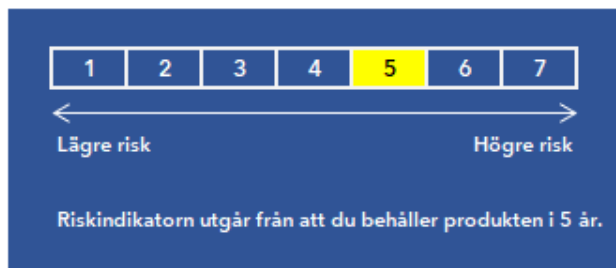 1 2 3 4 5 6 7
Lägre risk Högre risk
Riskindikatorn utgår från att du behåller produkten i 5 år.